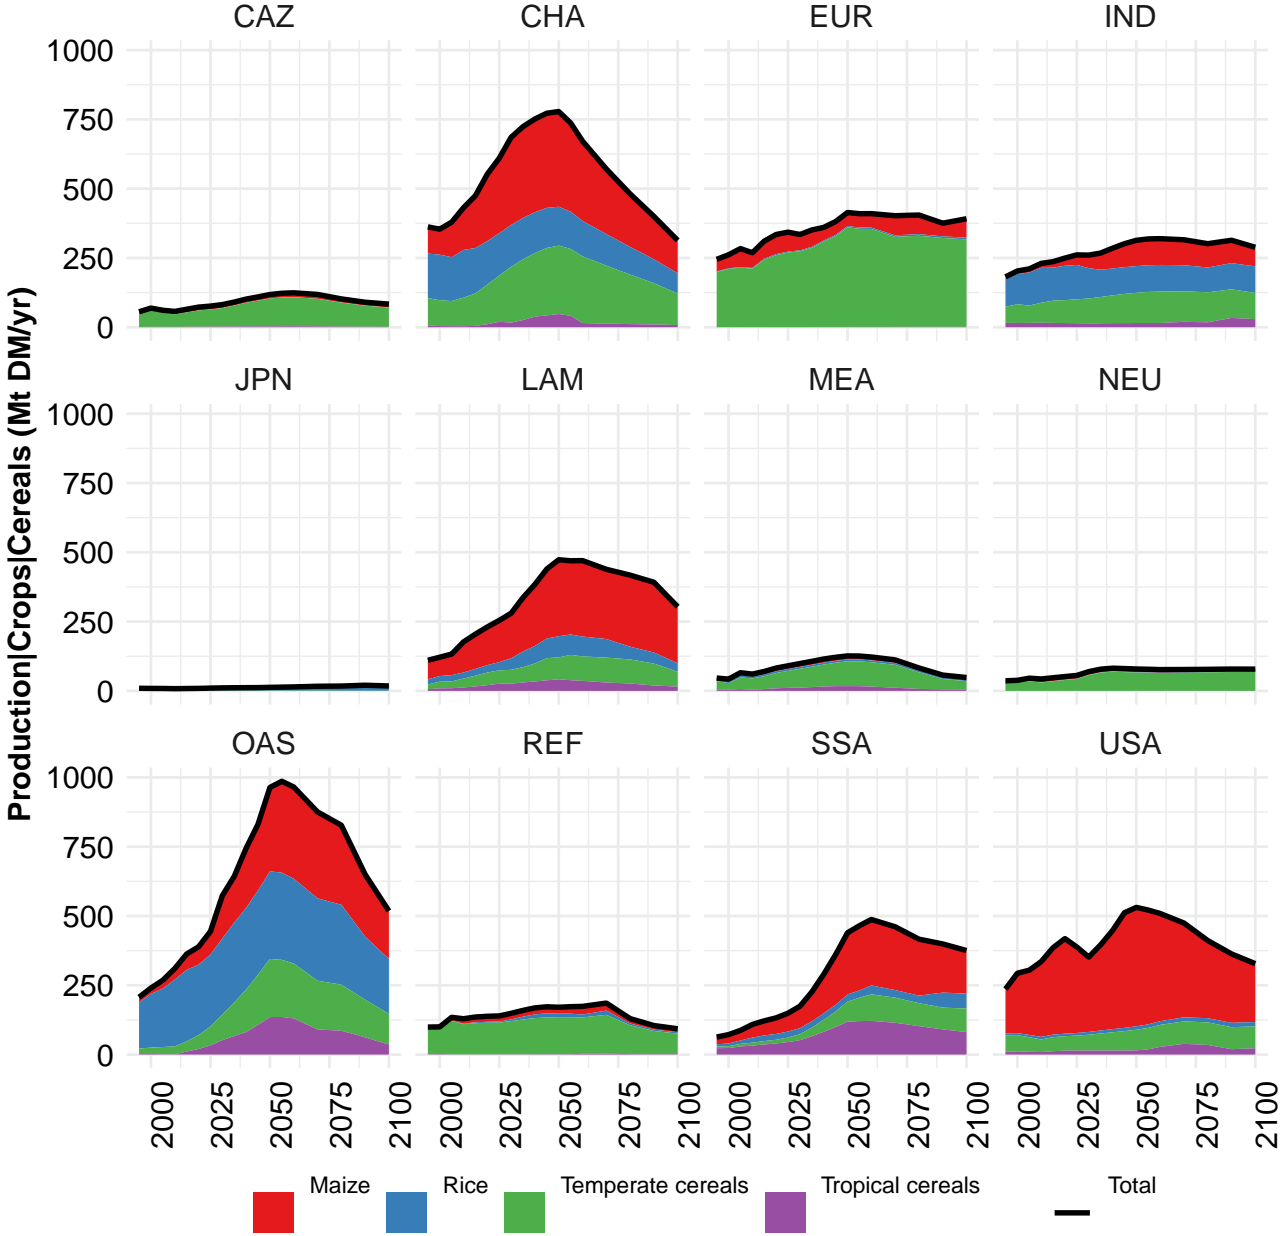 CAZ CHA EUR IND
1000
750
500
250
0
JPN LAM MEA NEU
1000
750
500
250
0
OAS REF SSA USA
1000
750
500
250
0
Production|Crops|Cereals (Mt DM/yr)
2000 2025 2050 2075 2100 2000 2025 2050 2075 2100 2000 2025 2050 2075 2100 2000 2025 2050 2075 2100
Maize Rice Temperate cereals Tropical cereals Total